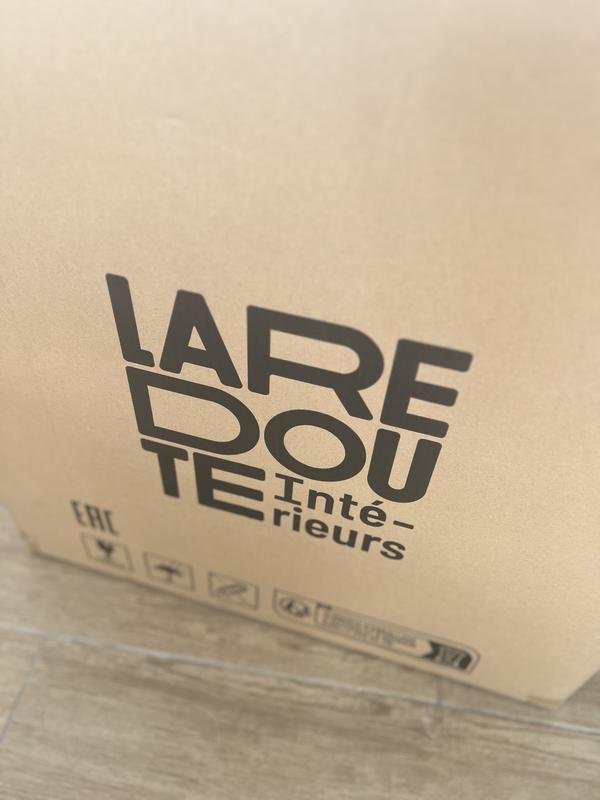 LARE
DOU
TE Inté-
rieurs
EAC